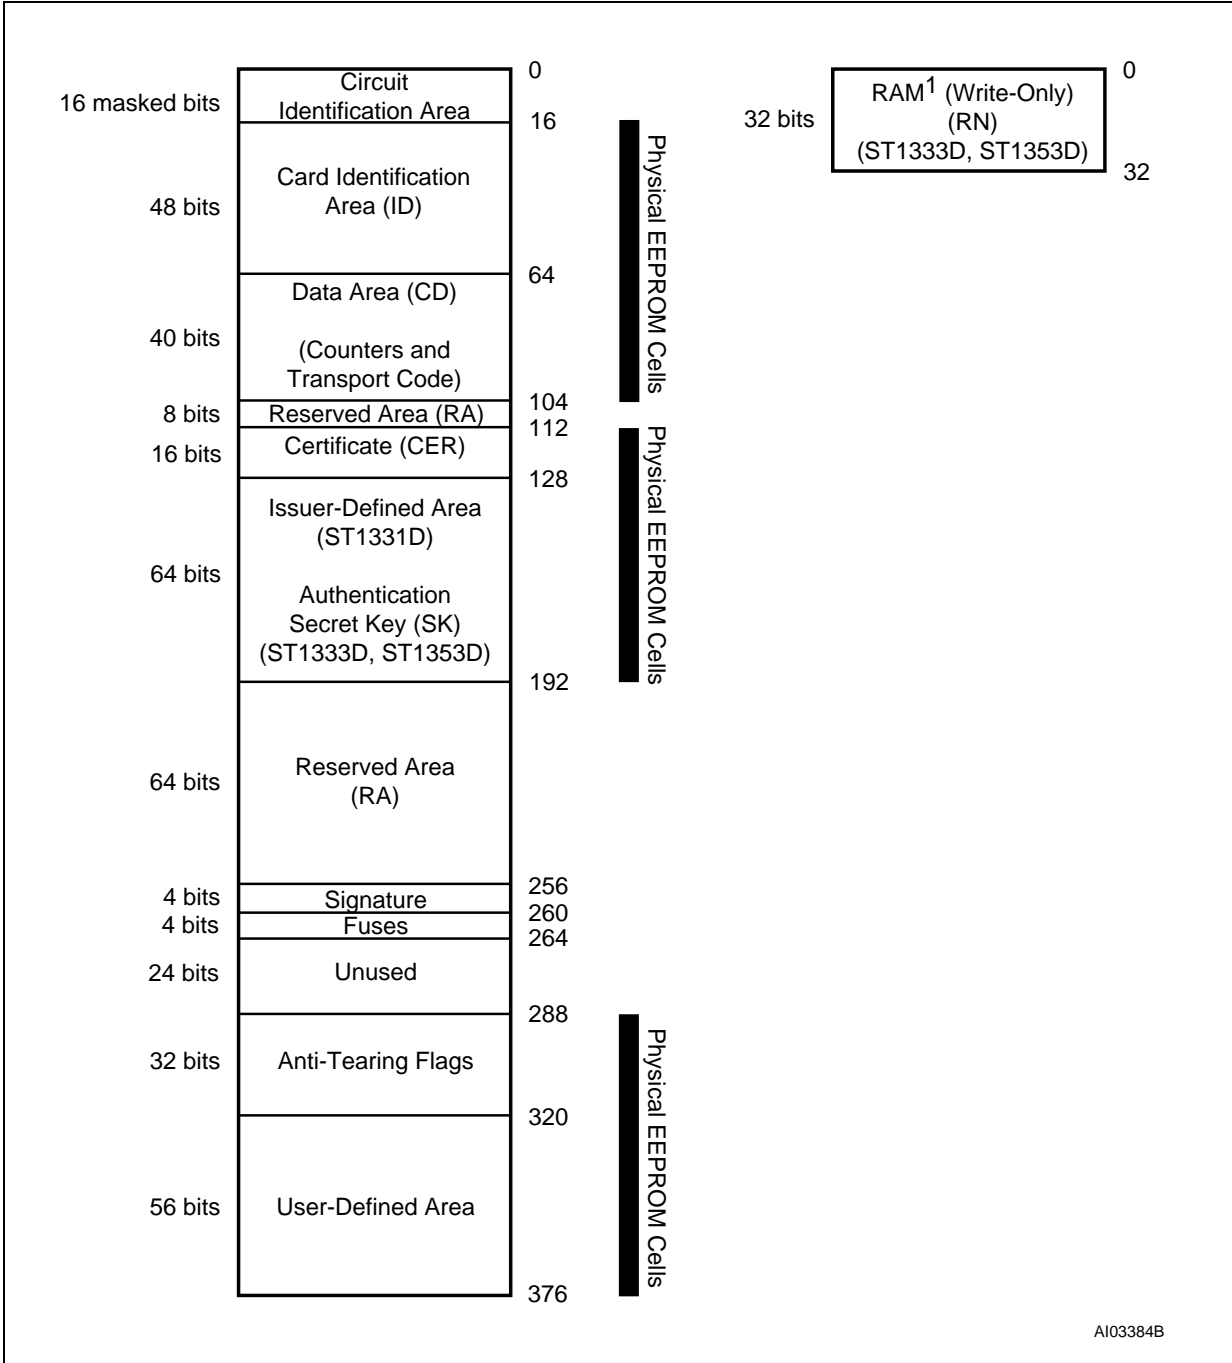 0
Circuit
16 masked bits
Identification Area
16
48 bits
Card Identification
Area (ID)
64
40 bits
Data Area (CD)
(Counters and
Transport Code)
104
8 bits
Reserved Area (RA)
112
16 bits
Certificate (CER)
128
64 bits
Issuer-Defined Area
(ST1331D)
Authentication
Secret Key (SK)
(ST1333D, ST1353D)
192
64 bits
Reserved Area
(RA)
256
4 bits
Signature
260
4 bits
Fuses
264
24 bits
Unused
288
32 bits
Anti-Tearing Flags
320
56 bits
User-Defined Area
376
Physical EEPROM Cells
Physical EEPROM Cells
Physical EEPROM Cells
0
32 bits
RAM1 (Write-Only)
(RN)
(ST1333D, ST1353D)
32
AI03384B